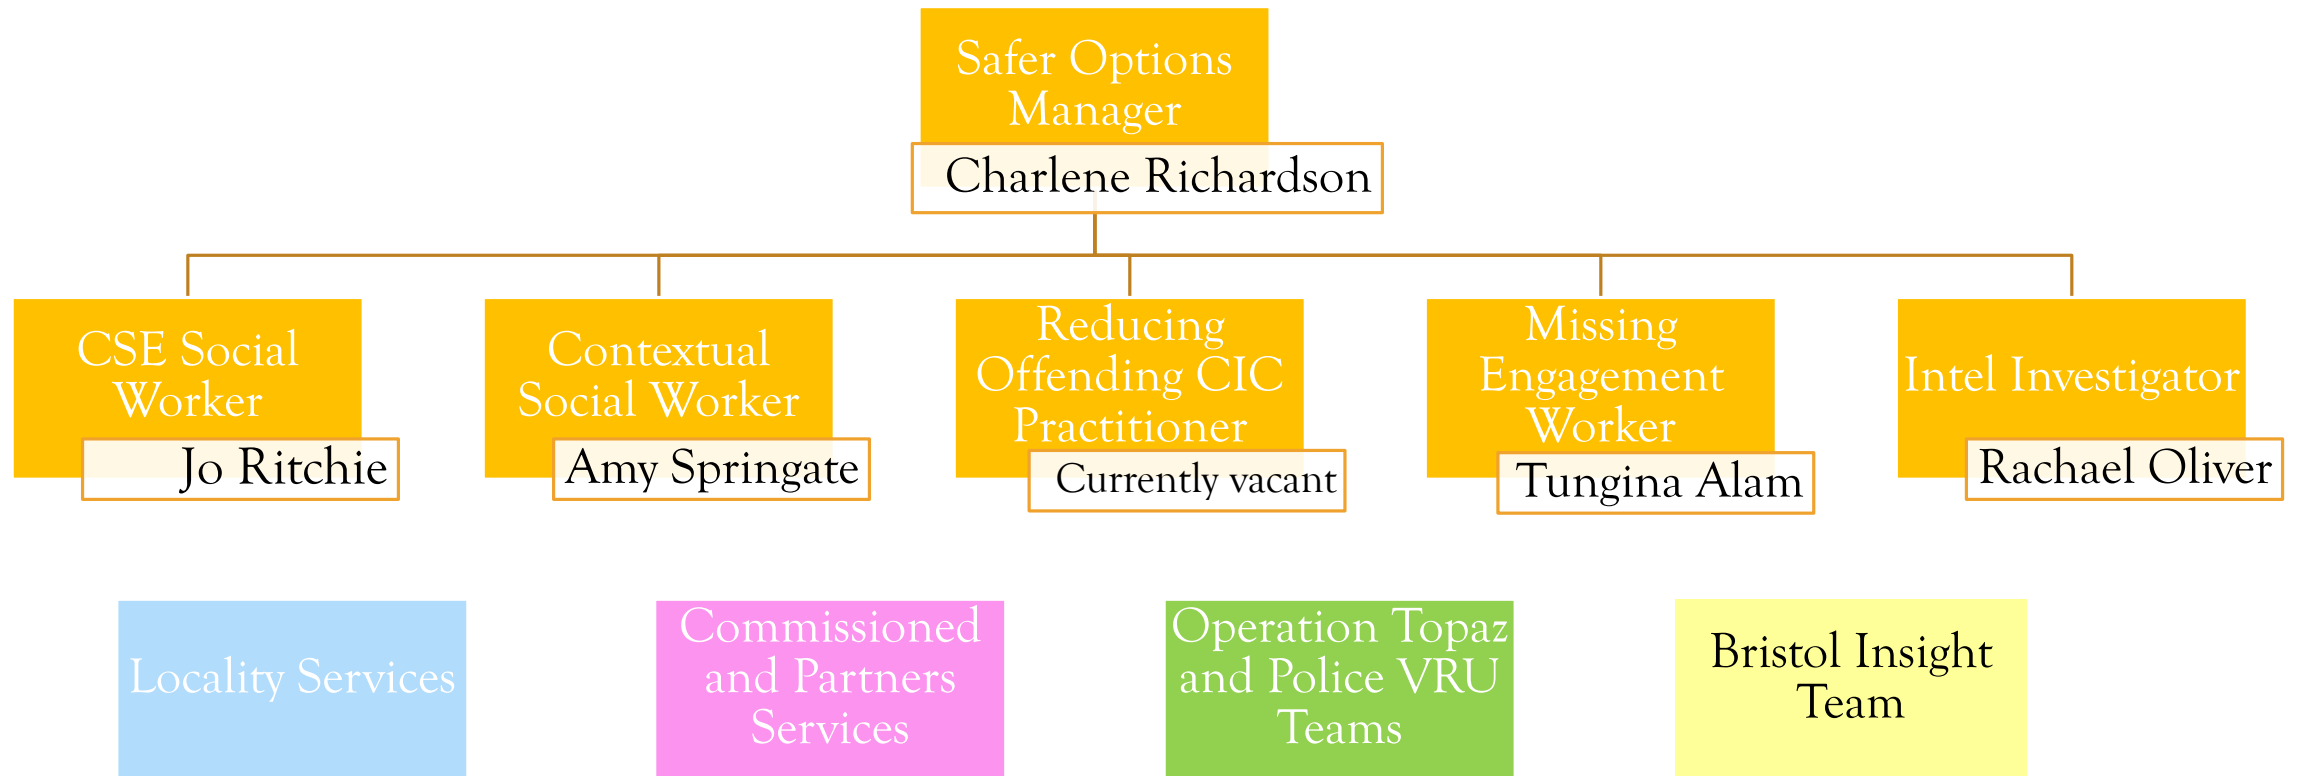 Safer Options
Manager
Charlene Richardson
CSE Social
Worker
Jo Ritchie
Contextual
Social Worker
Amy Springate
Reducing
Offending CIC
Practitioner
Currently vacant
Missing
Engagement
Worker
Tungina Alam
Intel Investigator
Rachael Oliver
Locality Services
Commissioned
and Partners
Services
Operation Topaz
and Police VRU
Teams
Bristol Insight
Team